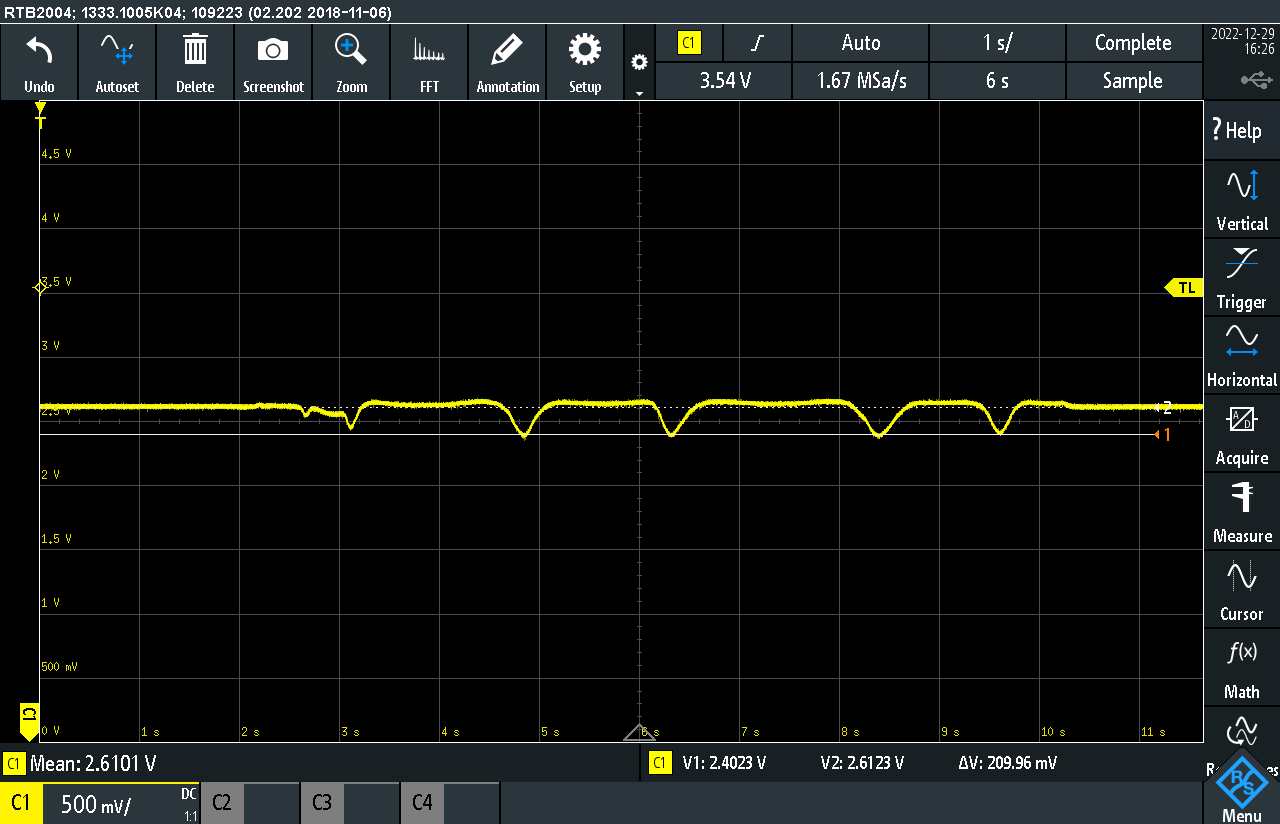 RTB2004; 1333.1005K04; 109223 (02.202 2018-11-06)
Undo Autoset Delete Screenshot Zoom FFT Annotation Setup
C1 Auto 1 s/ Complete
3.54 V 1.67 MSa/s 6 s Sample
2022-12-29
16:26
T
4.5 V
4 V
3.5 V
TL
3 V
2.5 V
2
1
2 V
1.5 V
1 V
500 mV
C1
0 V 1 s 2 s 3 s 4 s 5 s 6 s 7 s 8 s 9 s 10 s 11 s
? Help
Vertical
Trigger
Horizontal
A/D
Acquire
Measure
Cursor
f(x)
Math
R&S
Menu
C1 Mean: 2.6101 V
C1 V1: 2.4023 V V2: 2.6123 V ΔV: 209.96 mV
C1 500 mV/ DC
1:1
C2 C3 C4